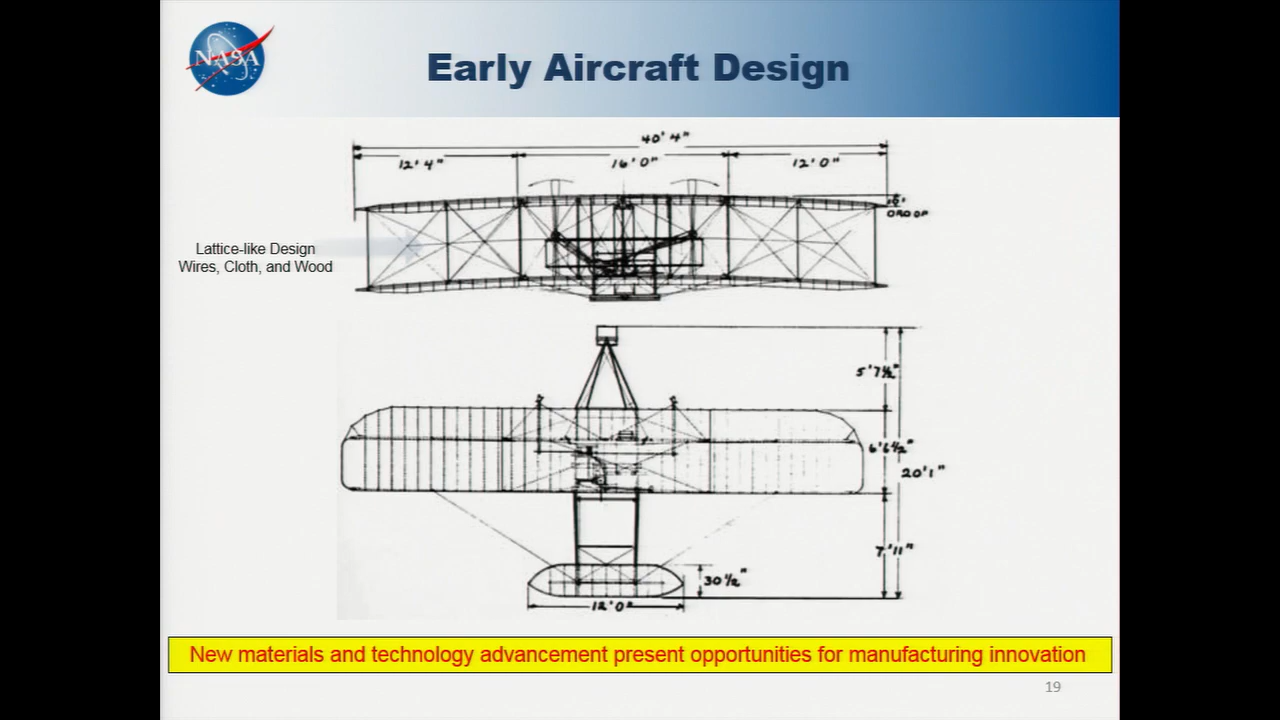 NASA
Early Aircraft Design
40' 4"
12' 4"
16' 0"
12' 0"
DROOP
Lattice-like Design
Wires, Cloth, and Wood
5' 7½"
6' 6½"
20' 1"
7' 11"
30½"
12' 0"
New materials and technology advancement present opportunities for manufacturing innovation
19